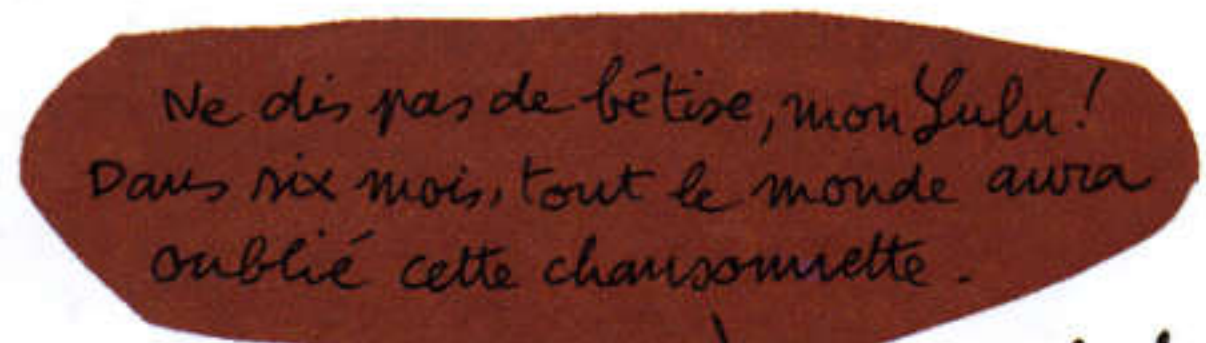 Ne dis pas de bêtise, mon Lulu!
Dans six mois, tout le monde aura
oublié cette chansonnette.